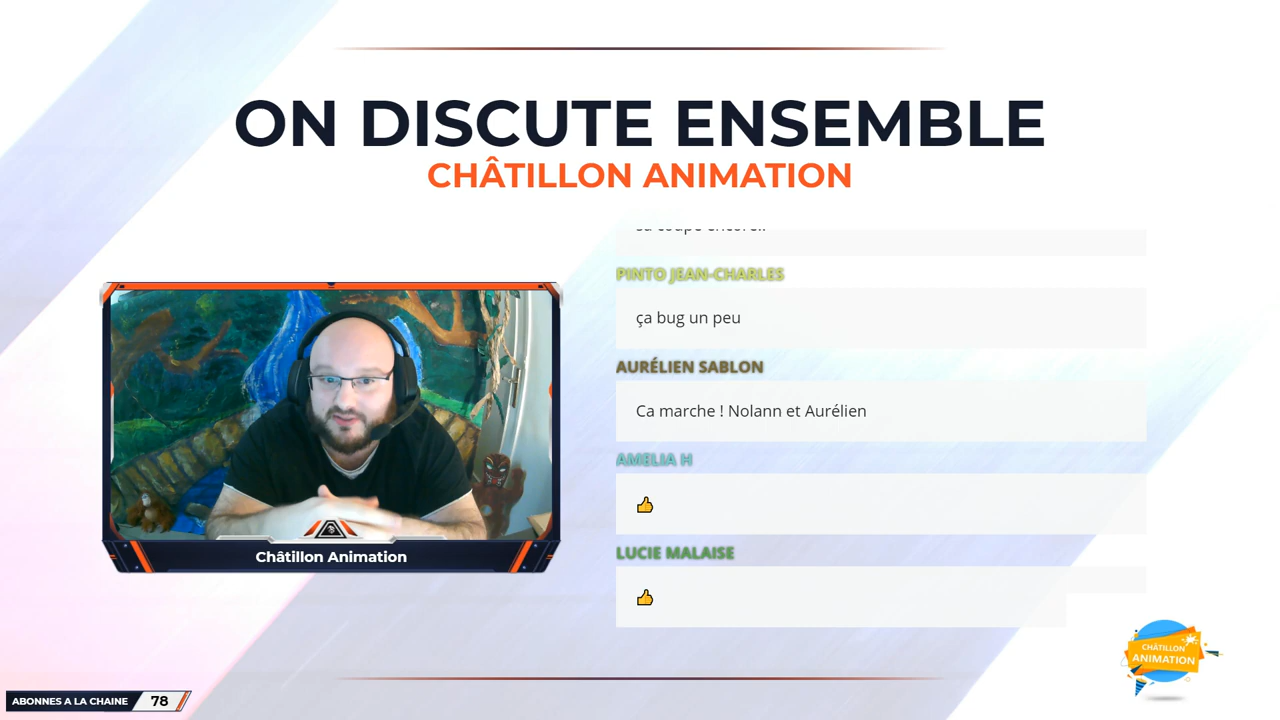 ON DISCUTE ENSEMBLE
CHÂTILLON ANIMATION
PINTO JEAN-CHARLES
ça bug un peu
AURÉLIEN SABLON
Ca marche ! Nolann et Aurélien
AMELIA H
👍
LUCIE MALAISE
👍
Châtillon Animation
CHÂTILLON
ANIMATION
ABONNES A LA CHAINE 78